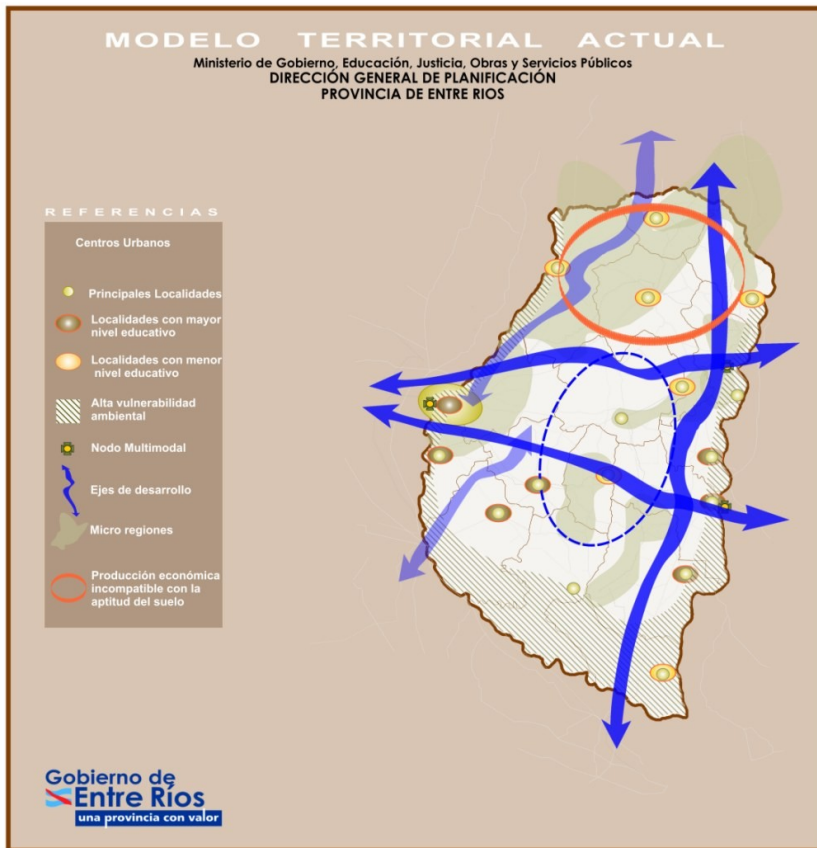 MODELO TERRITORIAL ACTUAL
Ministerio de Gobierno, Educación, Justicia, Obras y Servicios Públicos
DIRECCIÓN GENERAL DE PLANIFICACIÓN
PROVINCIA DE ENTRE RIOS
REFERENCIAS
Centros Urbanos
Principales Localidades
Localidades con mayor
nivel educativo
Localidades con menor
nivel educativo
Alta vulnerabilidad
ambiental
Nodo Multimodal
Ejes de desarrollo
Micro regiones
Producción económica
incompatible con la
aptitud del suelo
Gobierno de
Entre Ríos
una provincia con valor